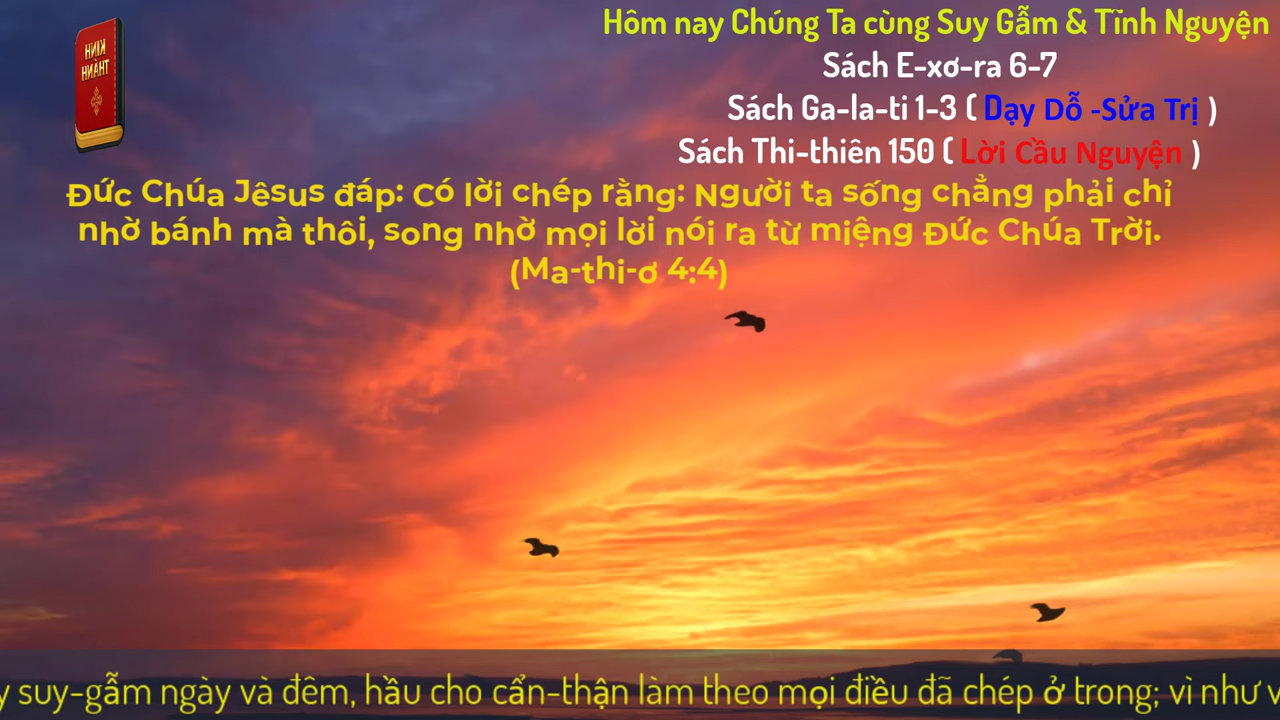 KINH
THÁNH
Hôm nay Chúng Ta cùng Suy Gẫm & Tĩnh Nguyện
Sách E-xơ-ra 6-7
Sách Ga-la-ti 1-3 ( Dạy Dỗ -Sửa Trị )
Sách Thi-thiên 150 ( Lời Cầu Nguyện )
Đức Chúa Jêsus đáp: Có lời chép rằng: Người ta sống chẳng phải chỉ
nhờ bánh mà thôi, song nhờ mọi lời nói ra từ miệng Đức Chúa Trời.
(Ma-thi-ơ 4:4)
suy-gẫm ngày và đêm, hầu cho cẩn-thận làm theo mọi điều đã chép ở trong; vì như